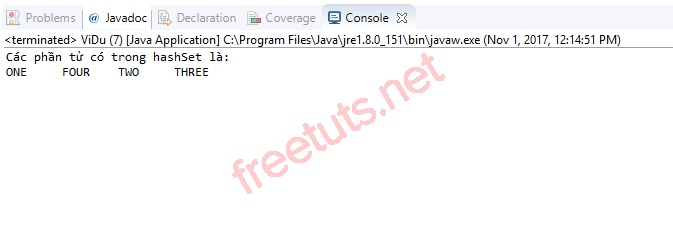 Problems @ Javadoc Declaration Coverage Console
<terminated> ViDu (7) [Java Application] C:\Program Files\Java\jre1.8.0_151\bin\javaw.exe (Nov 1, 2017, 12:14:51 PM)
Các phần tử có trong hashSet là:
ONE FOUR TWO THREE
freetuts.net